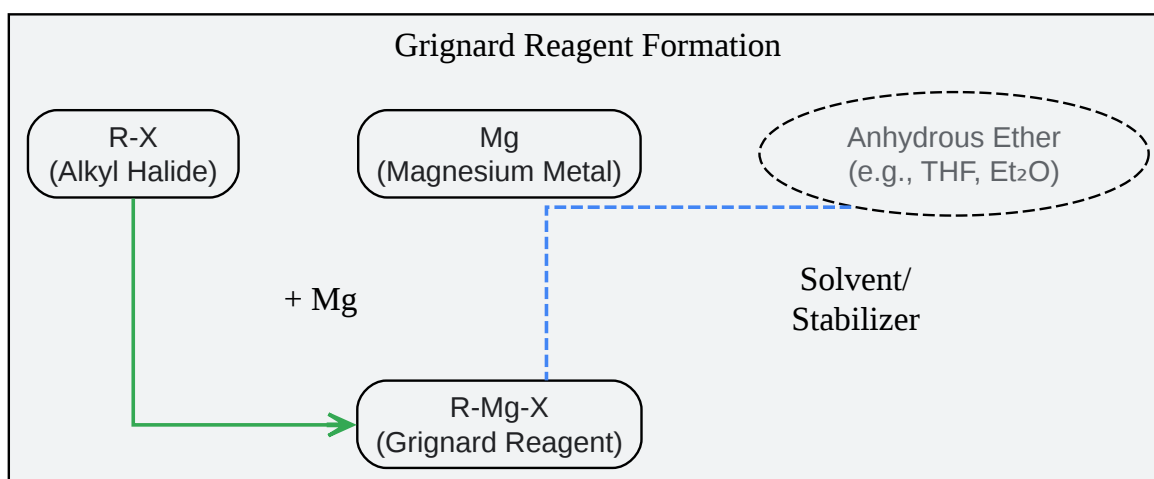 Grignard Reagent Formation
R-X
(Alkyl Halide)
Mg
(Magnesium Metal)
Anhydrous Ether
(e.g., THF, Et₂O)
+ Mg
Solvent/
Stabilizer
R-Mg-X
(Grignard Reagent)